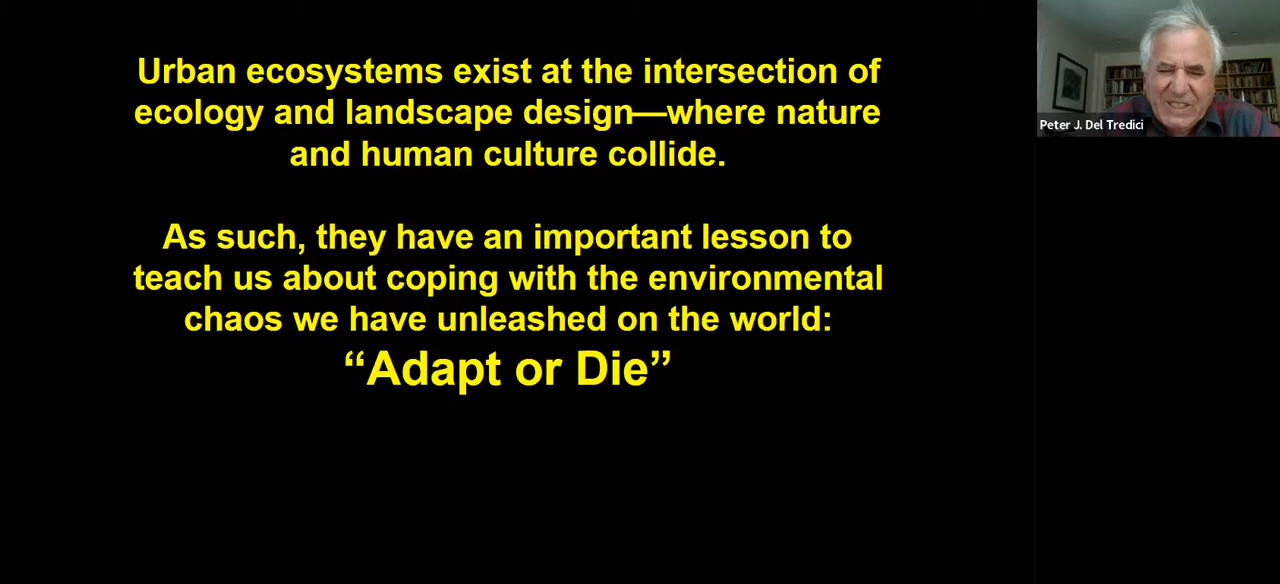 Urban ecosystems exist at the intersection of
ecology and landscape design—where nature
and human culture collide.
As such, they have an important lesson to
teach us about coping with the environmental
chaos we have unleashed on the world:
“Adapt or Die”
Peter J. Del Tredici